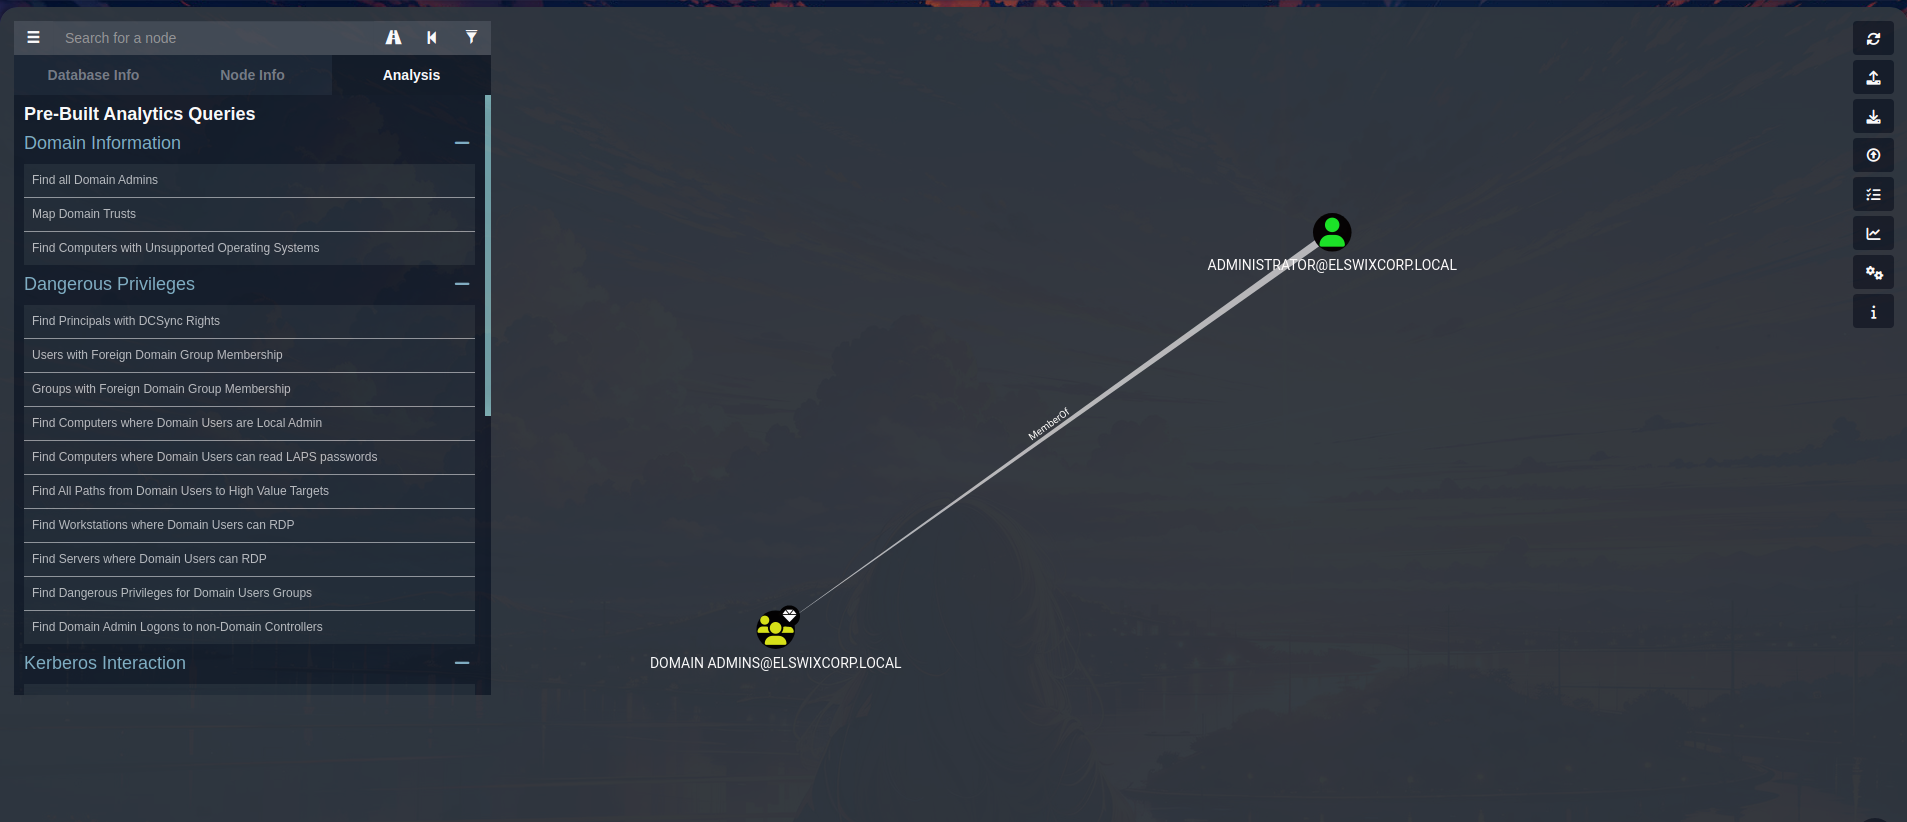 Search for a node
Database Info
Node Info
Analysis
Pre-Built Analytics Queries
Domain Information
Find all Domain Admins
Map Domain Trusts
Find Computers with Unsupported Operating Systems
Dangerous Privileges
Find Principals with DCSync Rights
Users with Foreign Domain Group Membership
Groups with Foreign Domain Group Membership
Find Computers where Domain Users are Local Admin
Find Computers where Domain Users can read LAPS passwords
Find All Paths from Domain Users to High Value Targets
Find Workstations where Domain Users can RDP
Find Servers where Domain Users can RDP
Find Dangerous Privileges for Domain Users Groups
Find Domain Admin Logons to non-Domain Controllers
Kerberos Interaction
ADMINISTRATOR@ELSWIXCORP.LOCAL
MemberOf
DOMAIN ADMINS@ELSWIXCORP.LOCAL